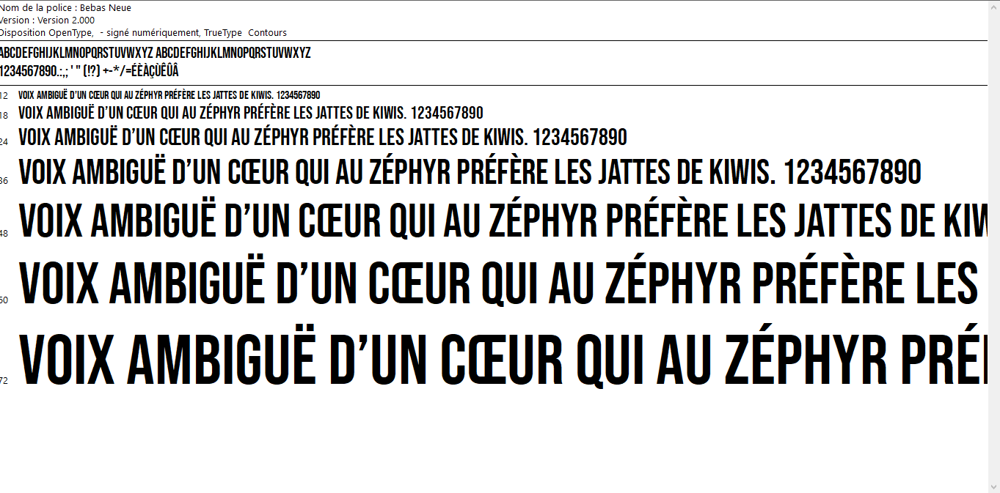 Nom de la police : Bebas Neue
Version : Version 2.000
Disposition OpenType, - signé numériquement, TrueType Contours
ABCDEFGHIJKLMNOPQRSTUVWXYZ ABCDEFGHIJKLMNOPQRSTUVWXYZ
1234567890.:,; ' " (!?) +-*/=ÉÈÀÇÙÊÛÂ
12 VOIX AMBIGUË D'UN CŒUR QUI AU ZÉPHYR PRÉFÈRE LES JATTES DE KIWIS. 1234567890
18 VOIX AMBIGUË D’UN CŒUR QUI AU ZÉPHYR PRÉFÈRE LES JATTES DE KIWIS. 1234567890
24 VOIX AMBIGUË D’UN CŒUR QUI AU ZÉPHYR PRÉFÈRE LES JATTES DE KIWIS. 1234567890
36 VOIX AMBIGUË D’UN CŒUR QUI AU ZÉPHYR PRÉFÈRE LES JATTES DE KIWIS. 1234567890
48 VOIX AMBIGUË D’UN CŒUR QUI AU ZÉPHYR PRÉFÈRE LES JATTES DE KIW
60 VOIX AMBIGUË D’UN CŒUR QUI AU ZÉPHYR PRÉFÈRE LES
72 VOIX AMBIGUË D’UN CŒUR QUI AU ZÉPHYR PRÉ